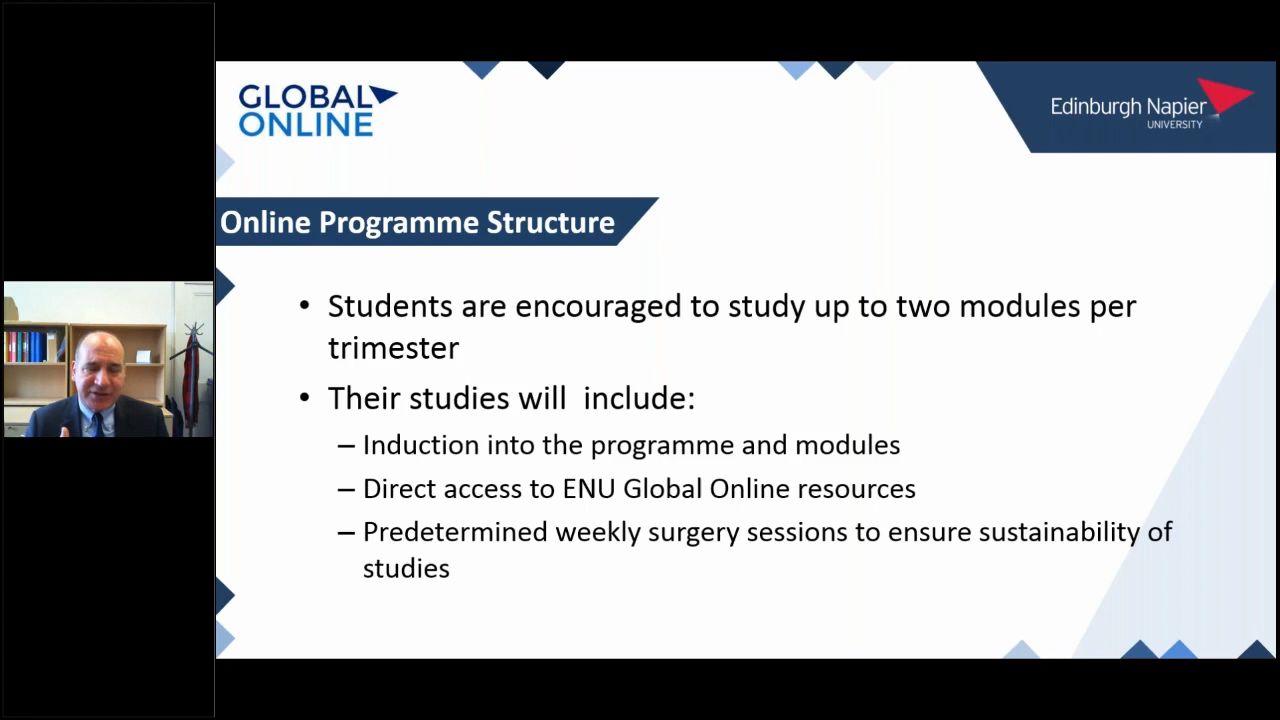 GLOBAL
ONLINE
Edinburgh Napier
UNIVERSITY
Online Programme Structure
• Students are encouraged to study up to two modules per
trimester
• Their studies will  include:
– Induction into the programme and modules
– Direct access to ENU Global Online resources
– Predetermined weekly surgery sessions to ensure sustainability of
studies